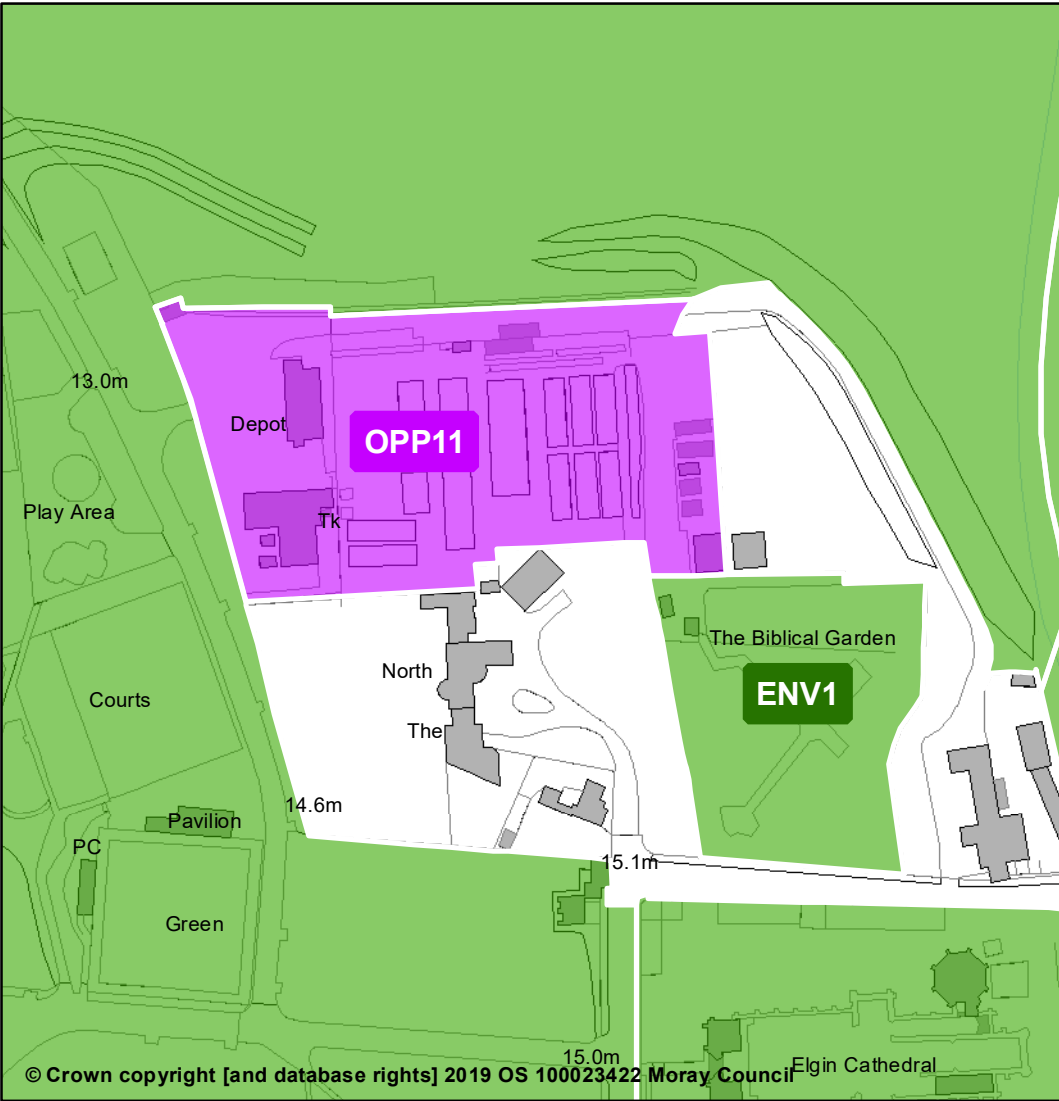 13.0m
Depot
OPP11
Play Area
Tk
The Biblical Garden
North
ENV1
Courts
The
14.6m
Pavilion
PC
15.1m
Green
15.0m
Elgin Cathedral
© Crown copyright [and database rights] 2019 OS 100023422 Moray Council